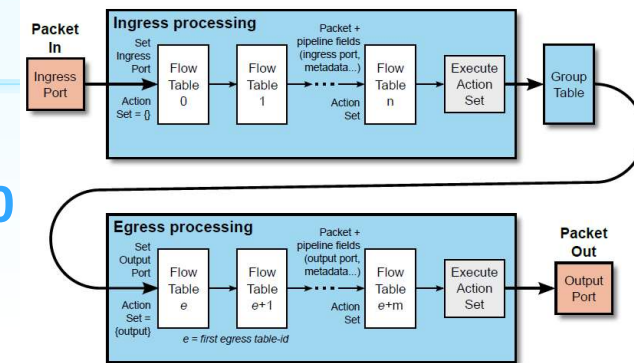 Ingress processing
Packet
In
Ingress
Port
Set
Ingress
Port
Action
Set = {}
Flow
Table
0
Flow
Table
1
Packet +
pipeline fields
(ingress port,
metadata...)
Action
Set
Flow
Table
n
Execute
Action
Set
Group
Table
Egress processing
Set
Output
Port
Action
Set =
{output}
Flow
Table
e
Flow
Table
e+1
e = first egress table-id
Packet +
pipeline fields
(output port,
metadata...)
Action
Set
Flow
Table
e+m
Execute
Action
Set
Packet
Out
Output
Port